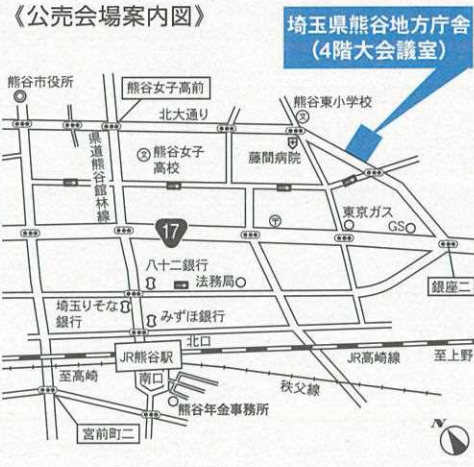 《公売会場案内図》
埼玉県熊谷地方庁舎
(4階大会議室)
熊谷市役所
熊谷女子高前
熊谷東小学校
文
北大通り
県道熊谷館林線
文
熊谷女子
高校
藤間病院
17
〒
東京ガス
GS
八十二銀行
法務局
銀座二
埼玉りそな
銀行
みずほ銀行
北口
JR熊谷駅
JR高崎線
至上野
至高崎
南口
秩父線
熊谷年金事務所
宮前町二
N